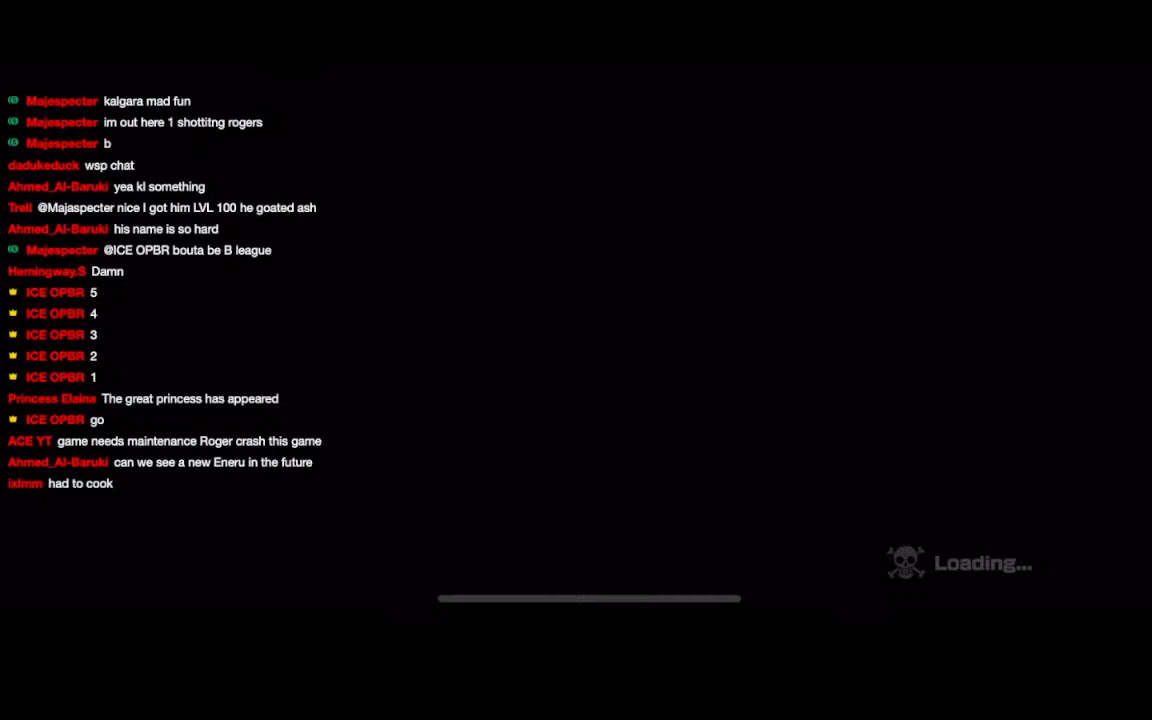 Majespecter kalgara mad fun
Majespecter im out here 1 shottitng rogers
Majespecter b
dadukeduck wsp chat
Ahmed_Al-Baruki yea kl something
Trell @Majaspecter nice I got him LVL 100 he goated ash
Ahmed_Al-Baruki his name is so hard
Majespecter @ICE OPBR bouta be B league
Hemingway.S Damn
ICE OPBR 5
ICE OPBR 4
ICE OPBR 3
ICE OPBR 2
ICE OPBR 1
Princess Elaina The great princess has appeared
ICE OPBR go
ACE YT game needs maintenance Roger crash this game
Ahmed_Al-Baruki can we see a new Eneru in the future
ixlmm had to cook
Loading...